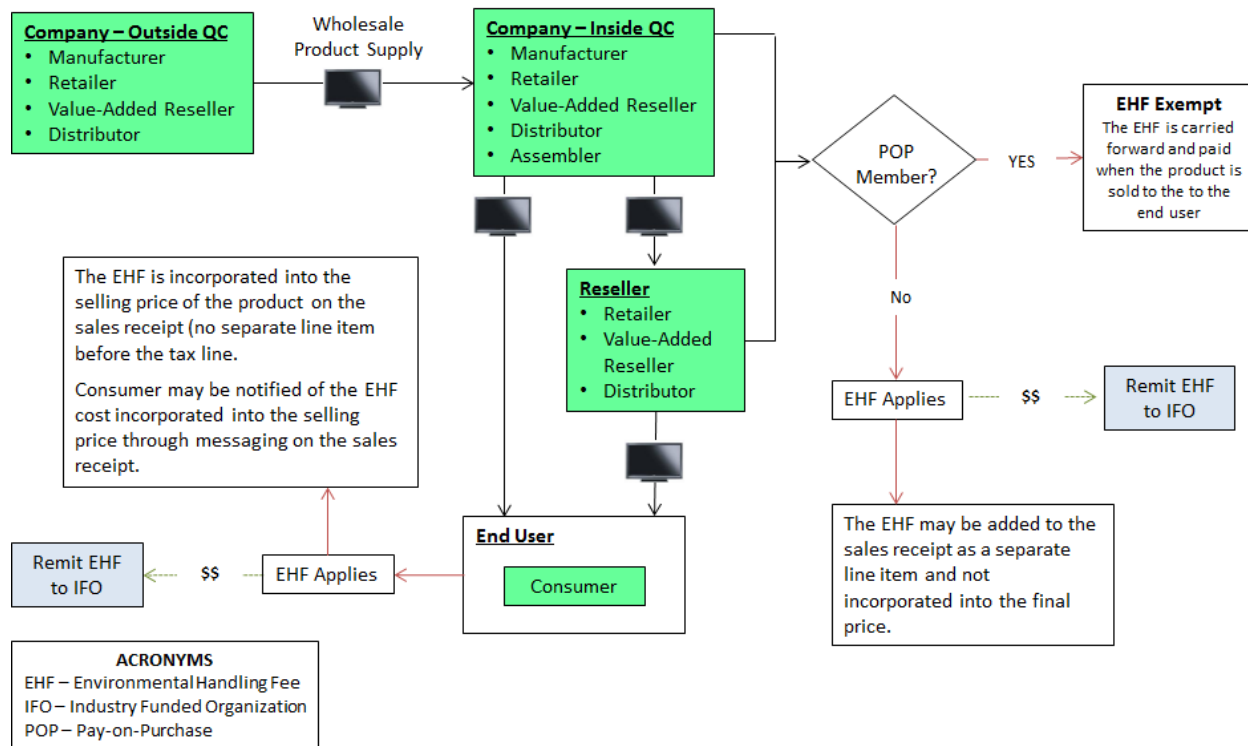 Company – Outside QC
• Manufacturer
• Retailer
• Value-Added Reseller
• Distributor
Wholesale
Product Supply
Company – Inside QC
• Manufacturer
• Retailer
• Value-Added Reseller
• Distributor
• Assembler
POP
Member?
YES
EHF Exempt
The EHF is carried
forward and paid
when the product is
sold to the to the
end user
No
Reseller
• Retailer
• Value-Added
Reseller
• Distributor
The EHF is incorporated into the
selling price of the product on the
sales receipt (no separate line item
before the tax line.
Consumer may be notified of the EHF
cost incorporated into the selling
price through messaging on the sales
receipt.
EHF Applies
$$
Remit EHF
to IFO
The EHF may be added to the
sales receipt as a separate
line item and not
incorporated into the final
price.
End User
Consumer
EHF Applies
$$
Remit EHF
to IFO
ACRONYMS
EHF – Environmental Handling Fee
IFO – Industry Funded Organization
POP – Pay-on-Purchase